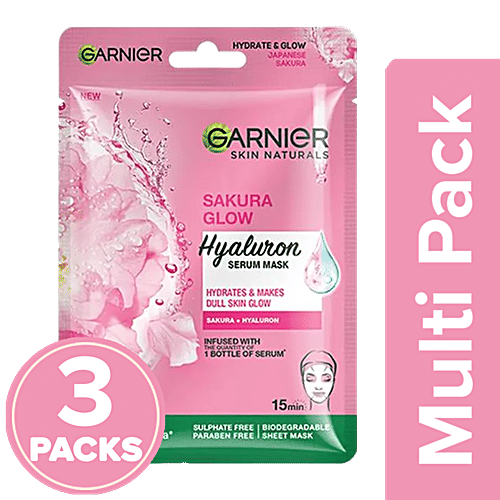 GARNIER
HYDRATE & GLOW
JAPANESE
SAKURA
NEW
GARNIER
SKIN NATURALS
SAKURA
GLOW
Hyaluron
SERUM MASK
HYDRATES & MAKES
DULL SKIN GLOW
SAKURA + HYALURON
INFUSED WITH
THE QUANTITY OF
1 BOTTLE OF SERUM*
15min
SULPHATE FREE
PARABEN FREE
BIODEGRADABLE
SHEET MASK
3
PACKS
Multi Pack